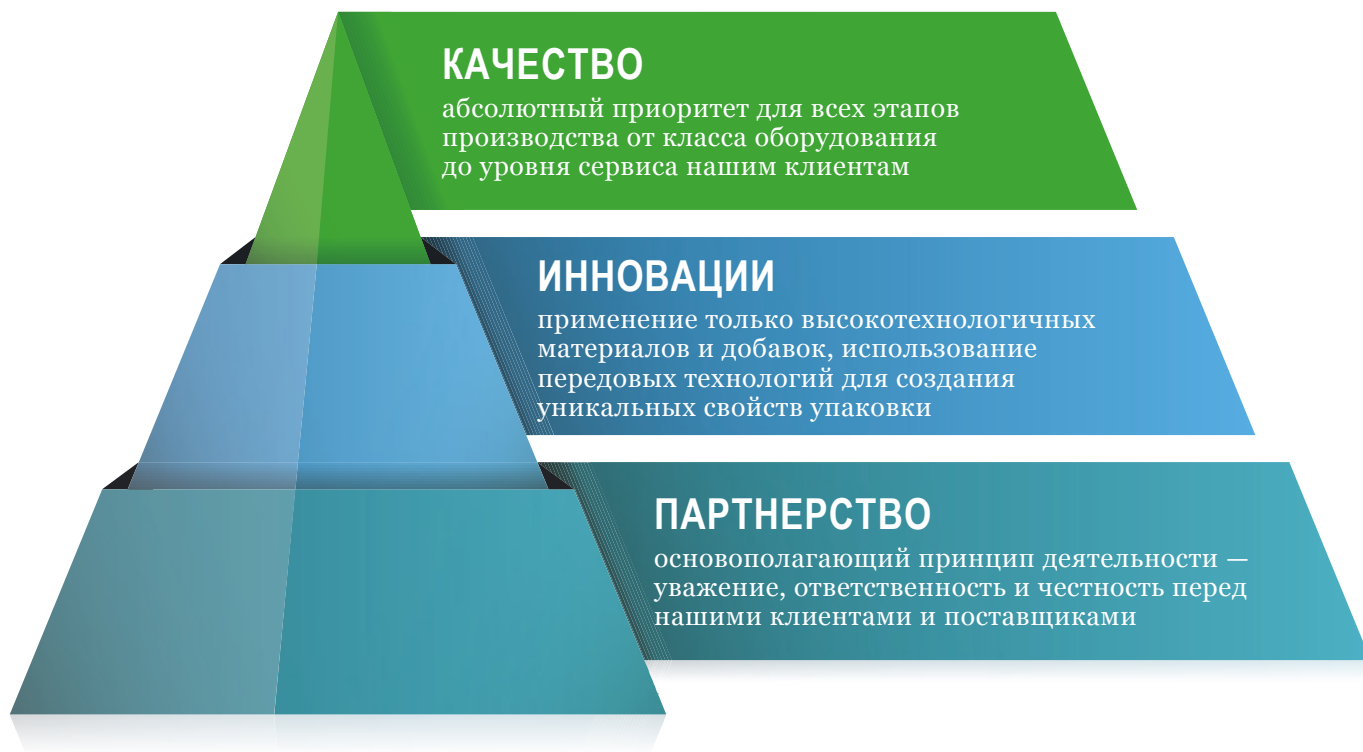 КАЧЕСТВО
абсолютный приоритет для всех этапов
производства от класса оборудования
до уровня сервиса нашим клиентам
ИННОВАЦИИ
применение только высокотехнологичных
материалов и добавок, использование
передовых технологий для создания
уникальных свойств упаковки
ПАРТНЕРСТВО
основополагающий принцип деятельности —
уважение, ответственность и честность перед
нашими клиентами и поставщиками